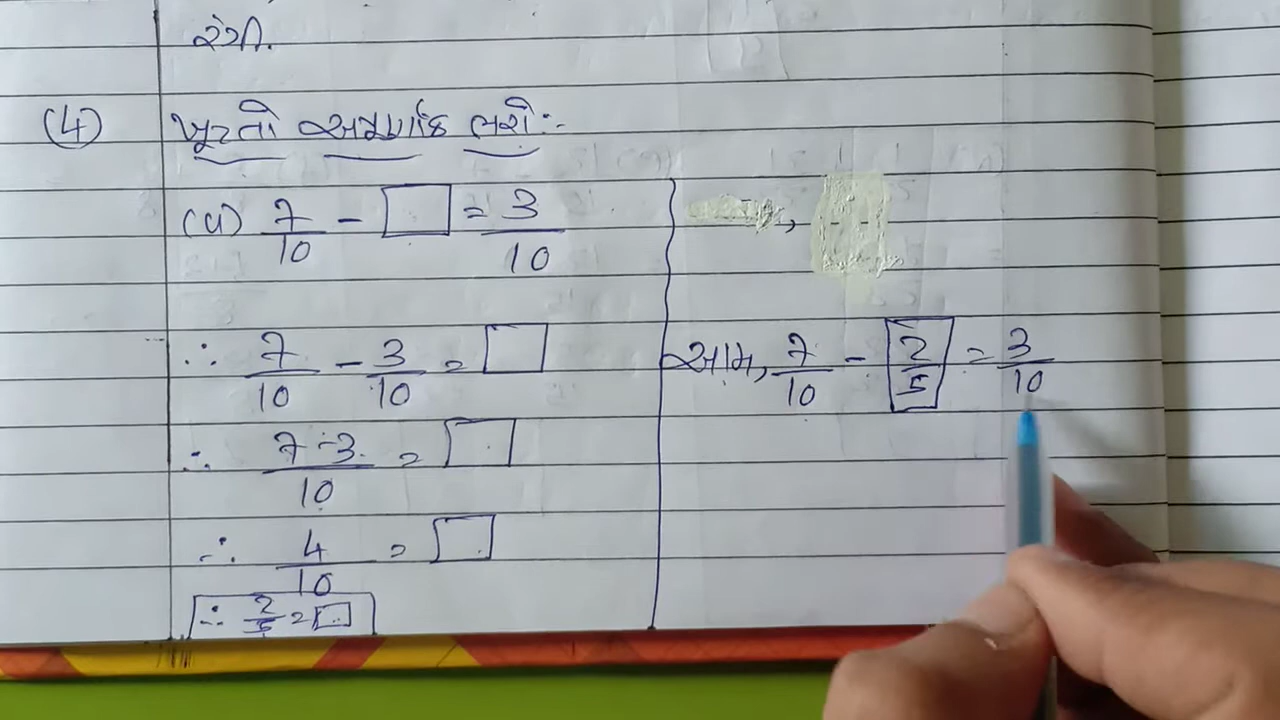 રંગી.
(4) ખૂટતો અપૂર્ણાંક ભરો :-
(a) 7/10 - □ = 3/10
∴ 7/10 - 3/10 = □
∴ 7-3/10 = □
∴ 4/10 = □
∴ 2/5 = □
આમ, 7/10 - 2/5 = 3/10